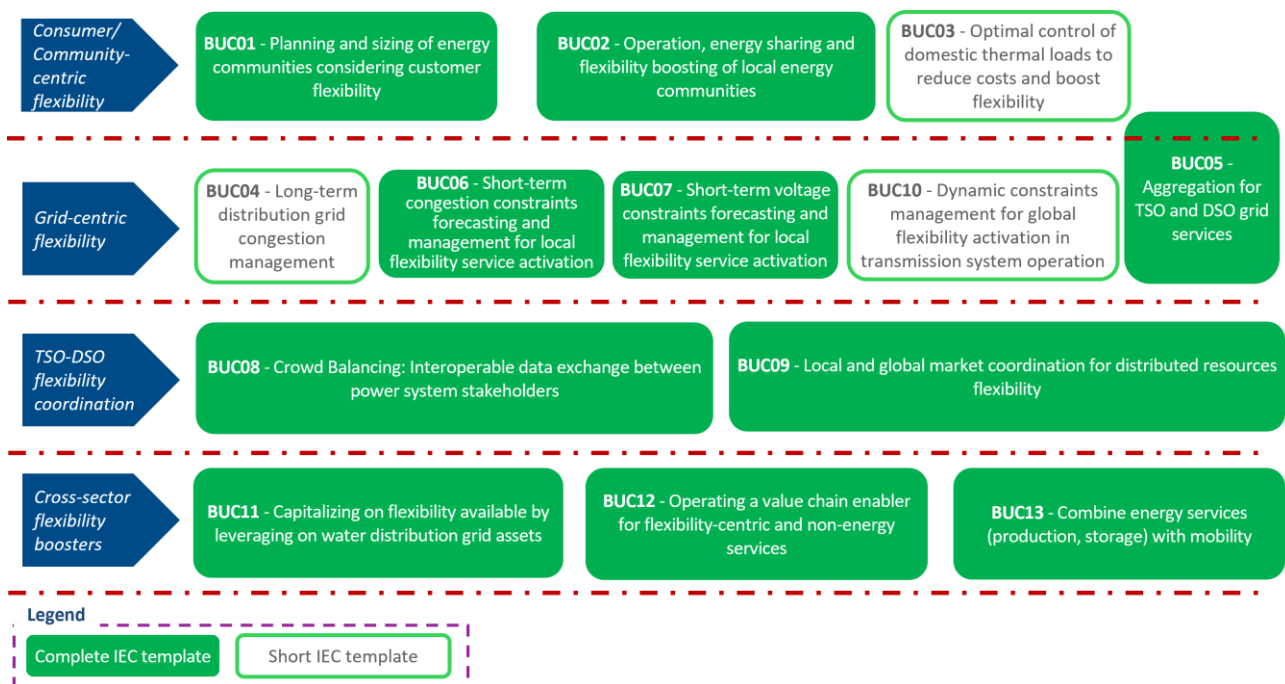 Consumer/
Community-
centric
flexibility
BUC01 - Planning and sizing of energy
communities considering customer
flexibility
BUC02 - Operation, energy sharing and
flexibility boosting of local energy
communities
BUC03 - Optimal control of
domestic thermal loads to
reduce costs and boost
flexibility
Grid-centric
flexibility
BUC04 - Long-term
distribution grid
congestion
management
BUC06 - Short-term
congestion constraints
forecasting and
management for local
flexibility service activation
BUC07 - Short-term voltage
constraints forecasting and
management for local
flexibility service activation
BUC10 - Dynamic constraints
management for global
flexibility activation in
transmission system operation
BUC05 -
Aggregation for
TSO and DSO grid
services
TSO-DSO
flexibility
coordination
BUC08 - Crowd Balancing: Interoperable data exchange between
power system stakeholders
BUC09 - Local and global market coordination for distributed resources
flexibility
Cross-sector
flexibility
boosters
BUC11 - Capitalizing on flexibility available by
leveraging on water distribution grid assets
BUC12 - Operating a value chain enabler
for flexibility-centric and non-energy
services
BUC13 - Combine energy services
(production, storage) with mobility
Legend
Complete IEC template
Short IEC template